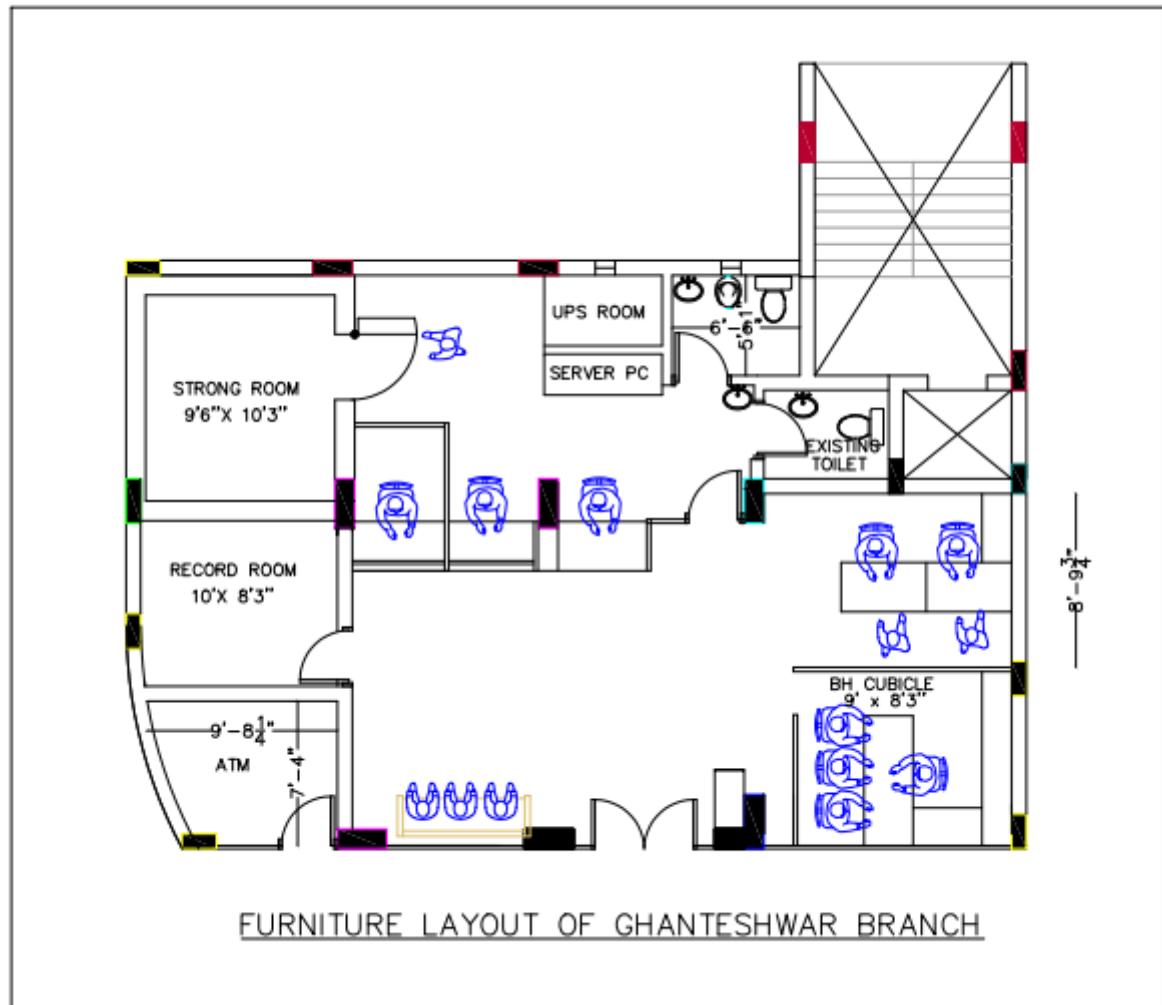 UPS ROOM
6'-6"
5'-1"
SERVER PC
STRONG ROOM
9'6"X 10'3"
EXISTING
TOILET
RECORD ROOM
10'X 8'3"
8'-9¾"
BH CUBICLE
9' x 8'3"
9'-8¼"
ATM
7'-4"
FURNITURE LAYOUT OF GHANTESHWAR BRANCH